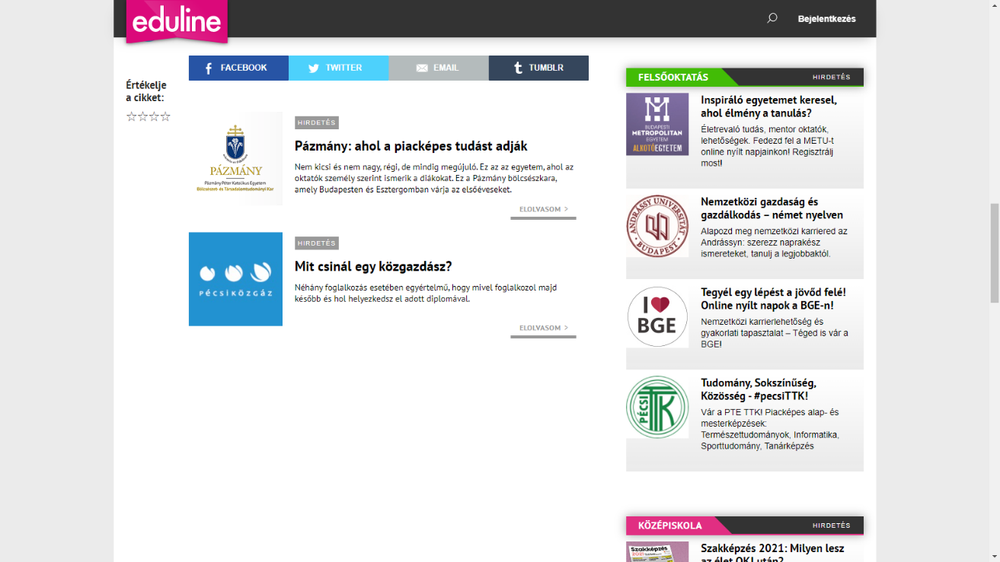 eduline
Bejelentkezés
Értékelje
a cikket:
FACEBOOK
TWITTER
EMAIL
TUMBLR
PÁZMÁNY
Pázmány Péter Katolikus Egyetem
Bölcsészet- és Társadalomtudományi Kar
HIRDETÉS
Pázmány: ahol a piacképes tudást adják
Nem kicsi és nem nagy, régi, de mindig megújuló. Ez az az egyetem, ahol az
oktatók személy szerint ismerik a diákokat. Ez a Pázmány bölcsészkara,
amely Budapesten és Esztergomban várja az elsőéveseket.
ELOLVASOM >
PÉCSIKÖZGÁZ
HIRDETÉS
Mit csinál egy közgazdász?
Néhány foglalkozás esetében egyértelmű, hogy mivel foglalkozol majd
később és hol helyezkedsz el adott diplomával.
ELOLVASOM >
FELSŐOKTATÁS
HIRDETÉS
BUDAPESTI
METROPOLITAN
EGYETEM
ALKOTÓEGYETEM
Inspiráló egyetemet keresel,
ahol élmény a tanulás?
Életrevaló tudás, mentor oktatók,
lehetőségek. Fedezd fel a METU-t
online nyílt napjainkon! Regisztrálj
most!
ANDRÁSSY UNIVERSITÄT
BUDAPEST
Nemzetközi gazdaság és
gazdálkodás – német nyelven
Alapozd meg nemzetközi karriered az
Andrássyn: szerezz naprakész
ismereteket, tanulj a legjobbaktól.
I
BGE
Tegyél egy lépést a jövőd felé!
Online nyílt napok a BGE-n!
Nemzetközi karrierlehetőség és
gyakorlati tapasztalat – Téged is vár a
BGE!
PÉCSI
TTK
Tudomány, Sokszínűség,
Közösség - #pecsiTTK!
Vár a PTE TTK! Piacképes alap- és
mesterképzések:
Természettudományok, Informatika,
Sporttudomány, Tanárképzés
KÖZÉPISKOLA
HIRDETÉS
Szakképzés
Szakképzés 2021: Milyen lesz
az élet OKJ után?